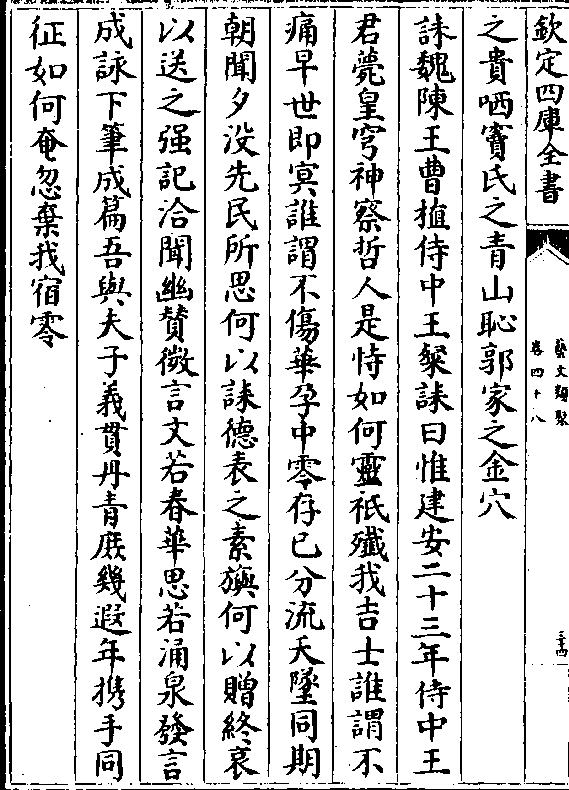 欽定四庫全書
藝文類聚
卷四十八
三四
之貴哂竇氏之青山恥郭家之金穴
誄魏陳王曹植侍中王粲誄曰惟建安二十三年侍中王
君薨皇穹神察哲人是恃如何靈祇殲我吉士誰謂不
痛早世即冥誰謂不傷華孕中零存已分流夭墜同期
朝聞夕没先民所思何以誄德表之素旟何以贈終哀
以送之强記洽聞幽賛微言文若春華思若涌泉發言
成詠下筆成篇吾與夫子義貫丹青庻幾遐年携手同
征如何奄忽棄我宿零